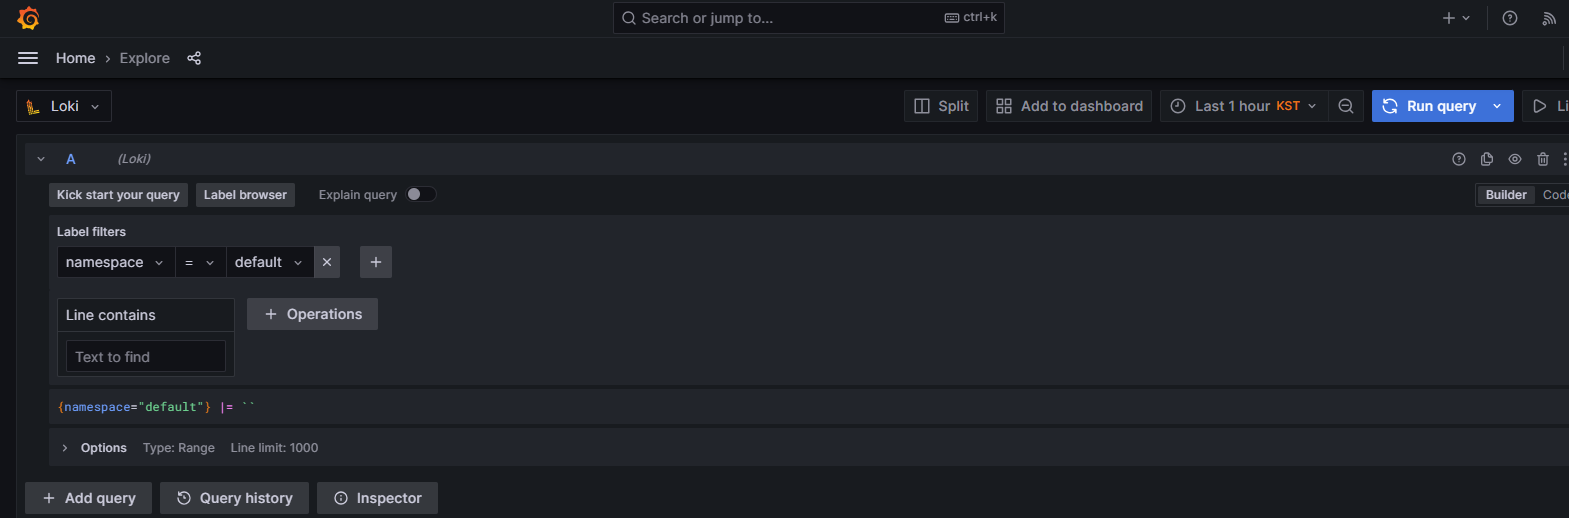 Search or jump to... ctrl+k
Home › Explore
Loki Split Add to dashboard Last 1 hour KST Run query Li
A (Loki)
Kick start your query Label browser Explain query Builder Code
Label filters
namespace = default
Line contains + Operations
Text to find
{namespace="default"} |= ``
Options Type: Range Line limit: 1000
+ Add query Query history Inspector